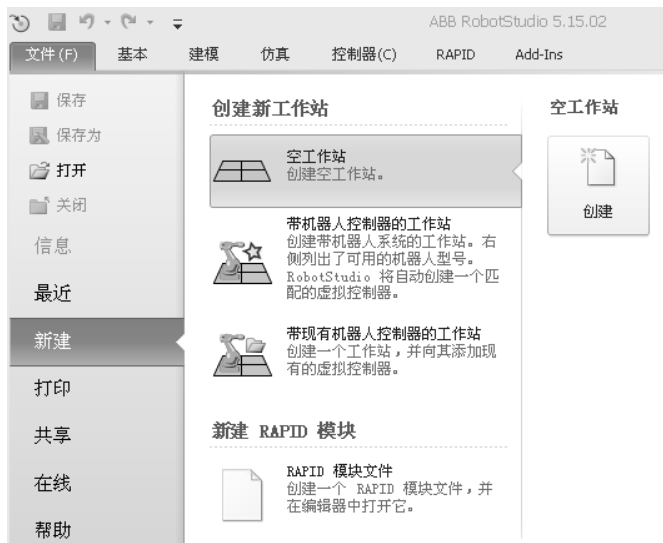 ABB RobotStudio 5.15.02
文件(F) 基本 建模 仿真 控制器(C) RAPID Add-Ins
保存
保存为
打开
关闭
信息
最近
新建
打印
共享
在线
帮助
创建新工作站
空工作站
创建空工作站。
带机器人控制器的工作站
创建带机器人系统的工作站。右
侧列出了可用的机器人型号。
RobotStudio 将自动创建一个匹
配的虚拟控制器。
带现有机器人控制器的工作站
创建一个工作站，并向其添加现
有的虚拟控制器。
新建 RAPID 模块
RAPID 模块文件
创建一个 RAPID 模块文件，并
在编辑器中打开它。
空工作站
创建